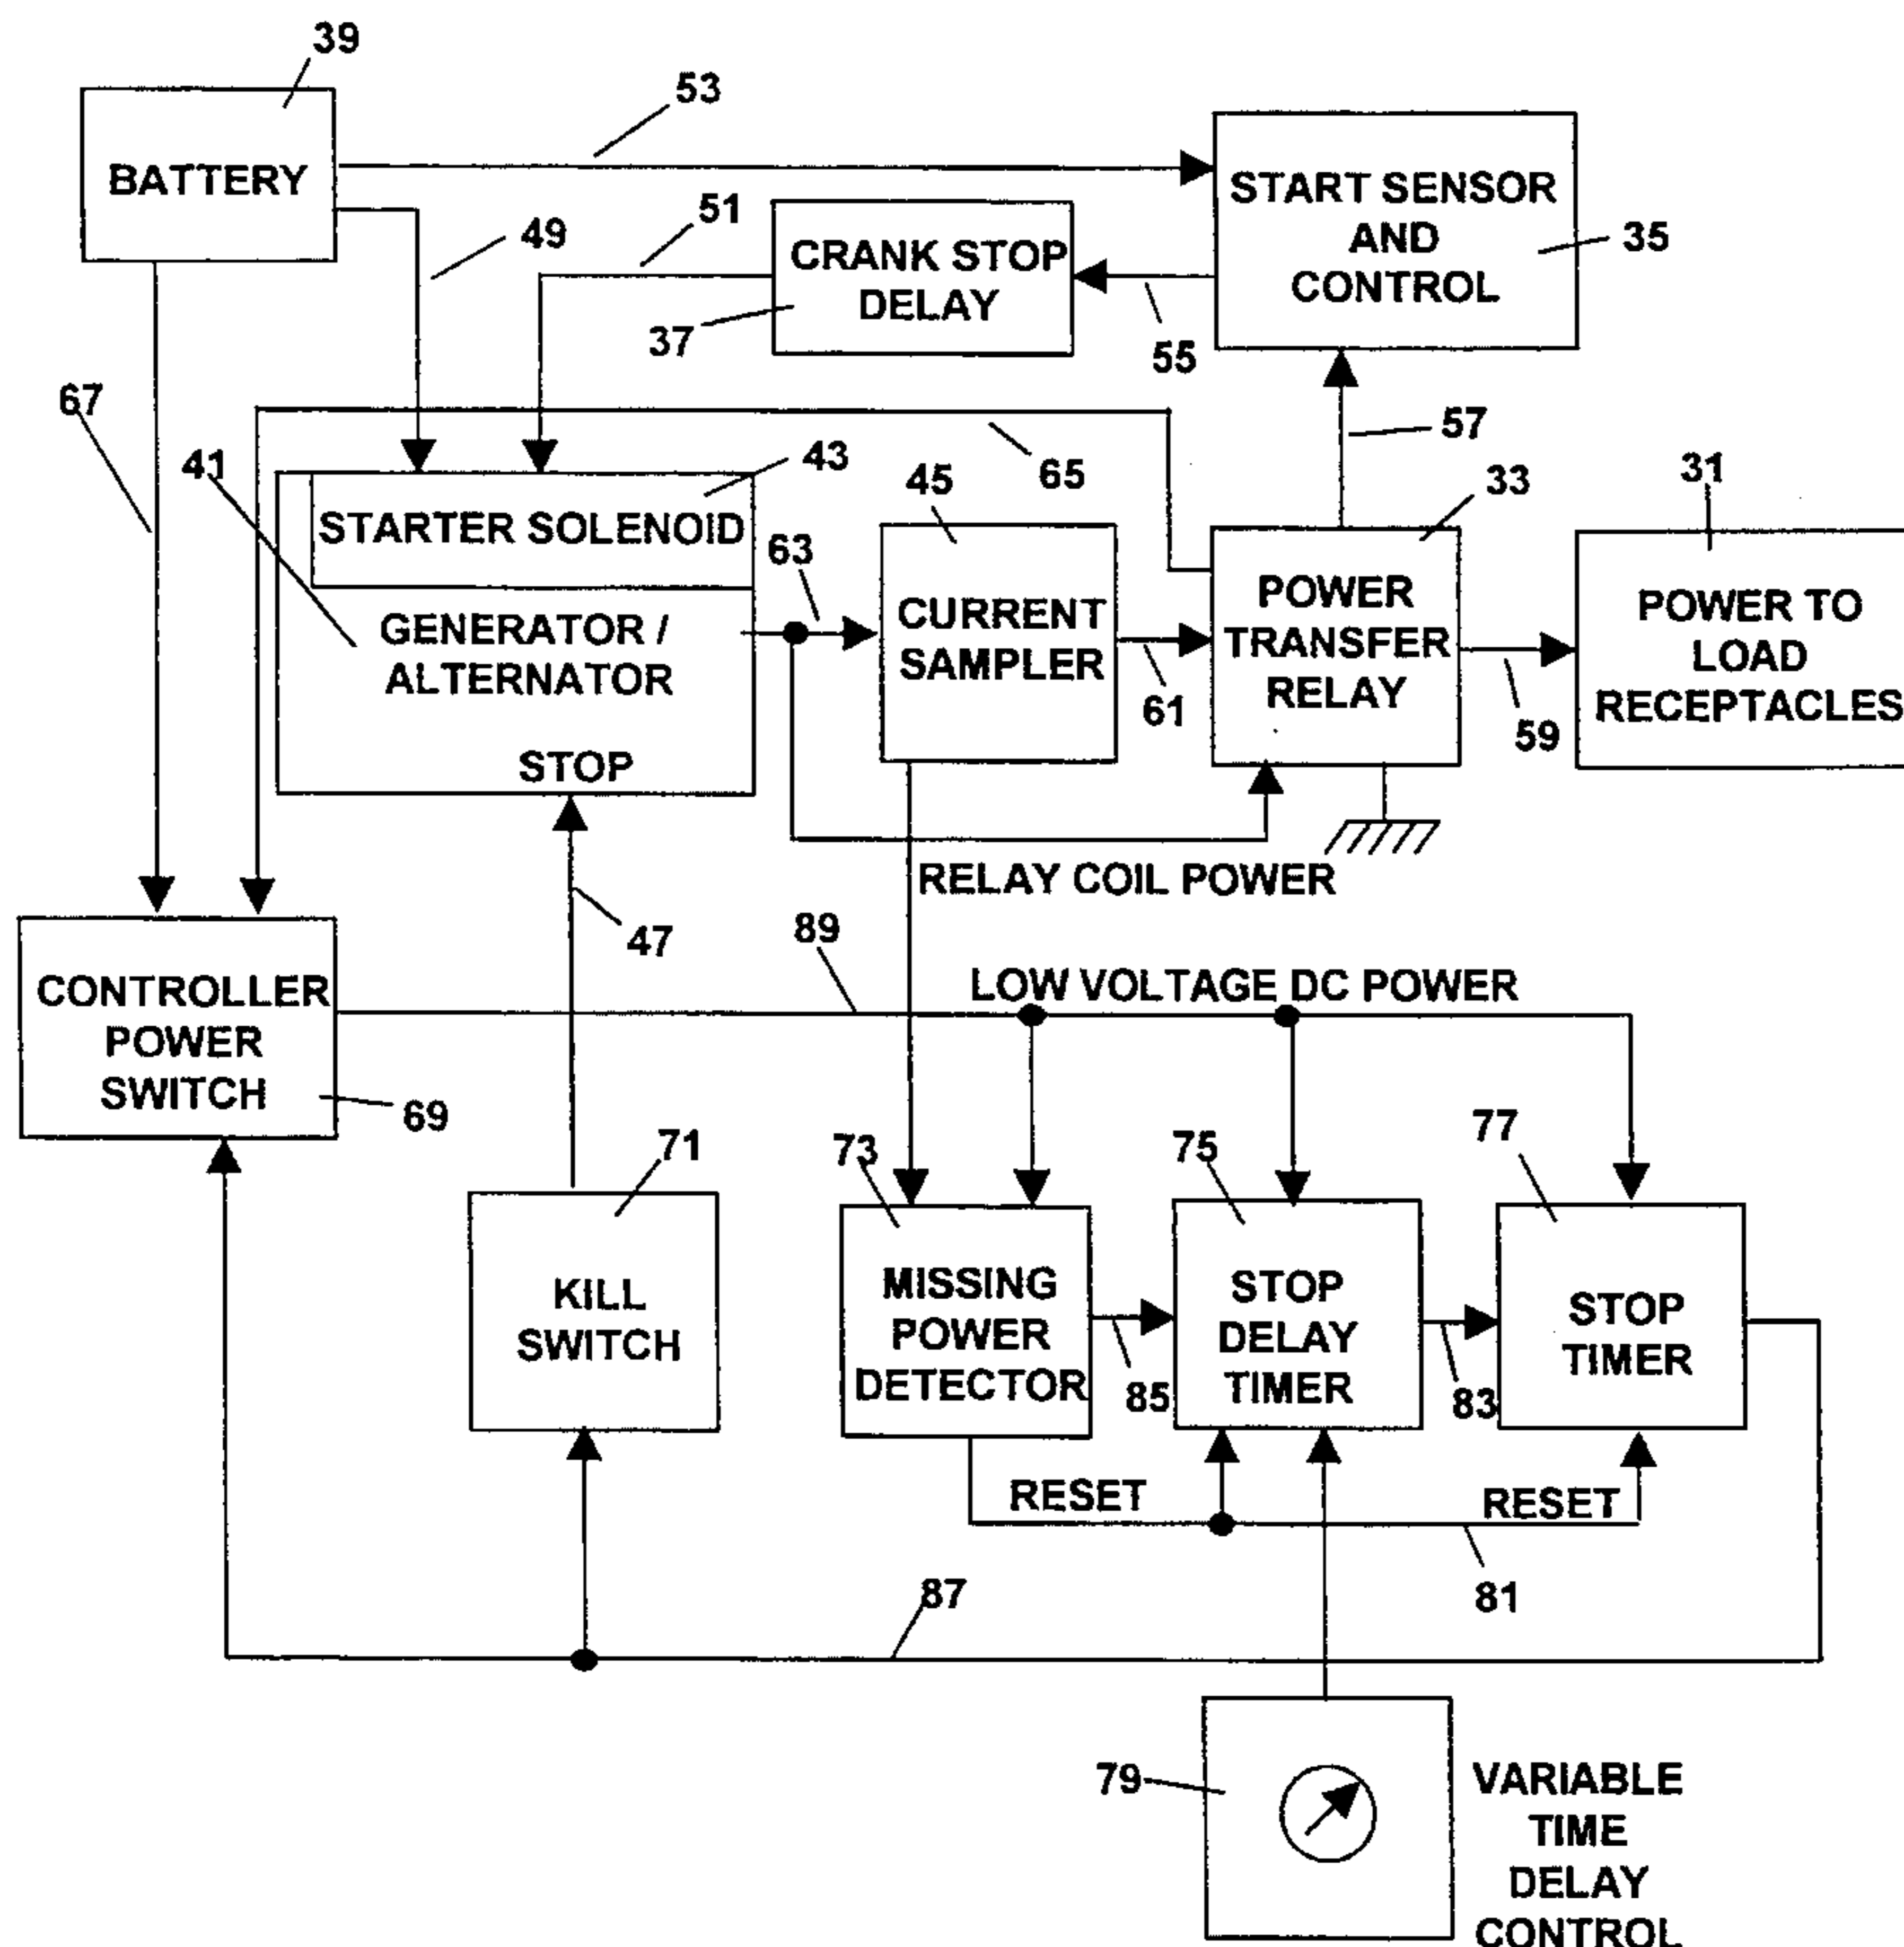 39
53
BATTERY
START SENSOR
AND
CONTROL
35
51
49
CRANK STOP
DELAY
37
55
67
57
41
43
65
45
33
31
STARTER SOLENOID
63
GENERATOR /
ALTERNATOR
STOP
CURRENT
SAMPLER
61
POWER
TRANSFER
RELAY
59
POWER TO
LOAD
RECEPTACLES
RELAY COIL POWER
47
89
LOW VOLTAGE DC POWER
CONTROLLER
POWER
SWITCH
69
71
73
75
77
KILL
SWITCH
MISSING
POWER
DETECTOR
85
STOP
DELAY
TIMER
83
STOP
TIMER
RESET
RESET
81
87
79
VARIABLE
TIME
DELAY
CONTROL